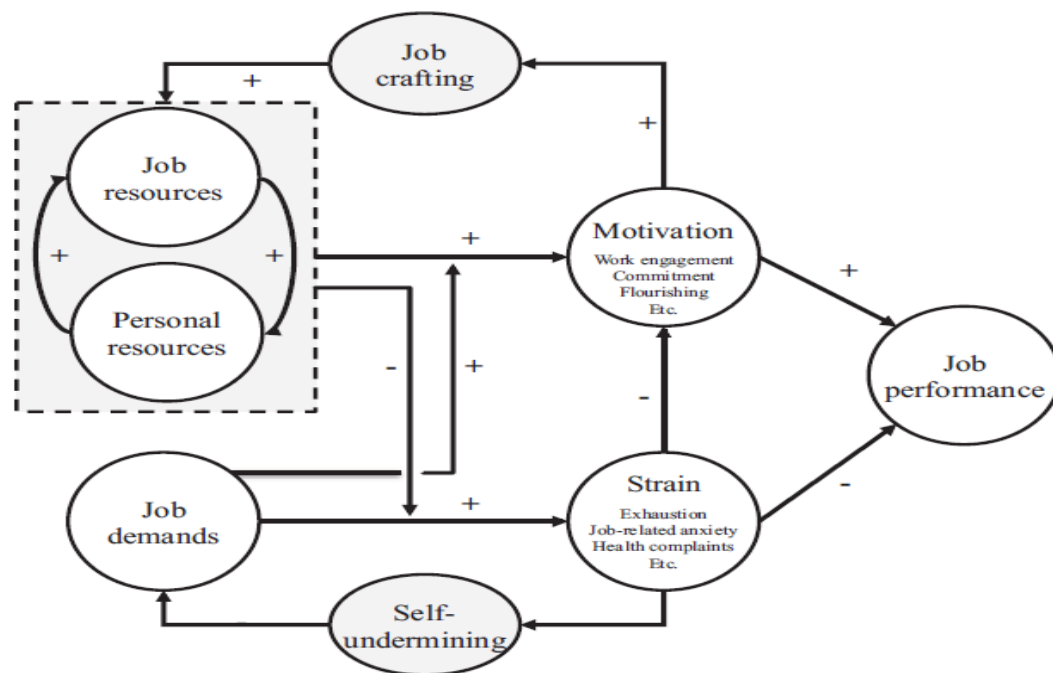 Job
crafting
+
+
Job
resources
+
+
Personal
resources
+
Motivation
Work engagement
Commitment
Flourishing
Etc.
+
-
+
-
Job
performance
Job
demands
+
Strain
Exhaustion
Job-related anxiety
Health complaints
Etc.
-
Self-
undermining